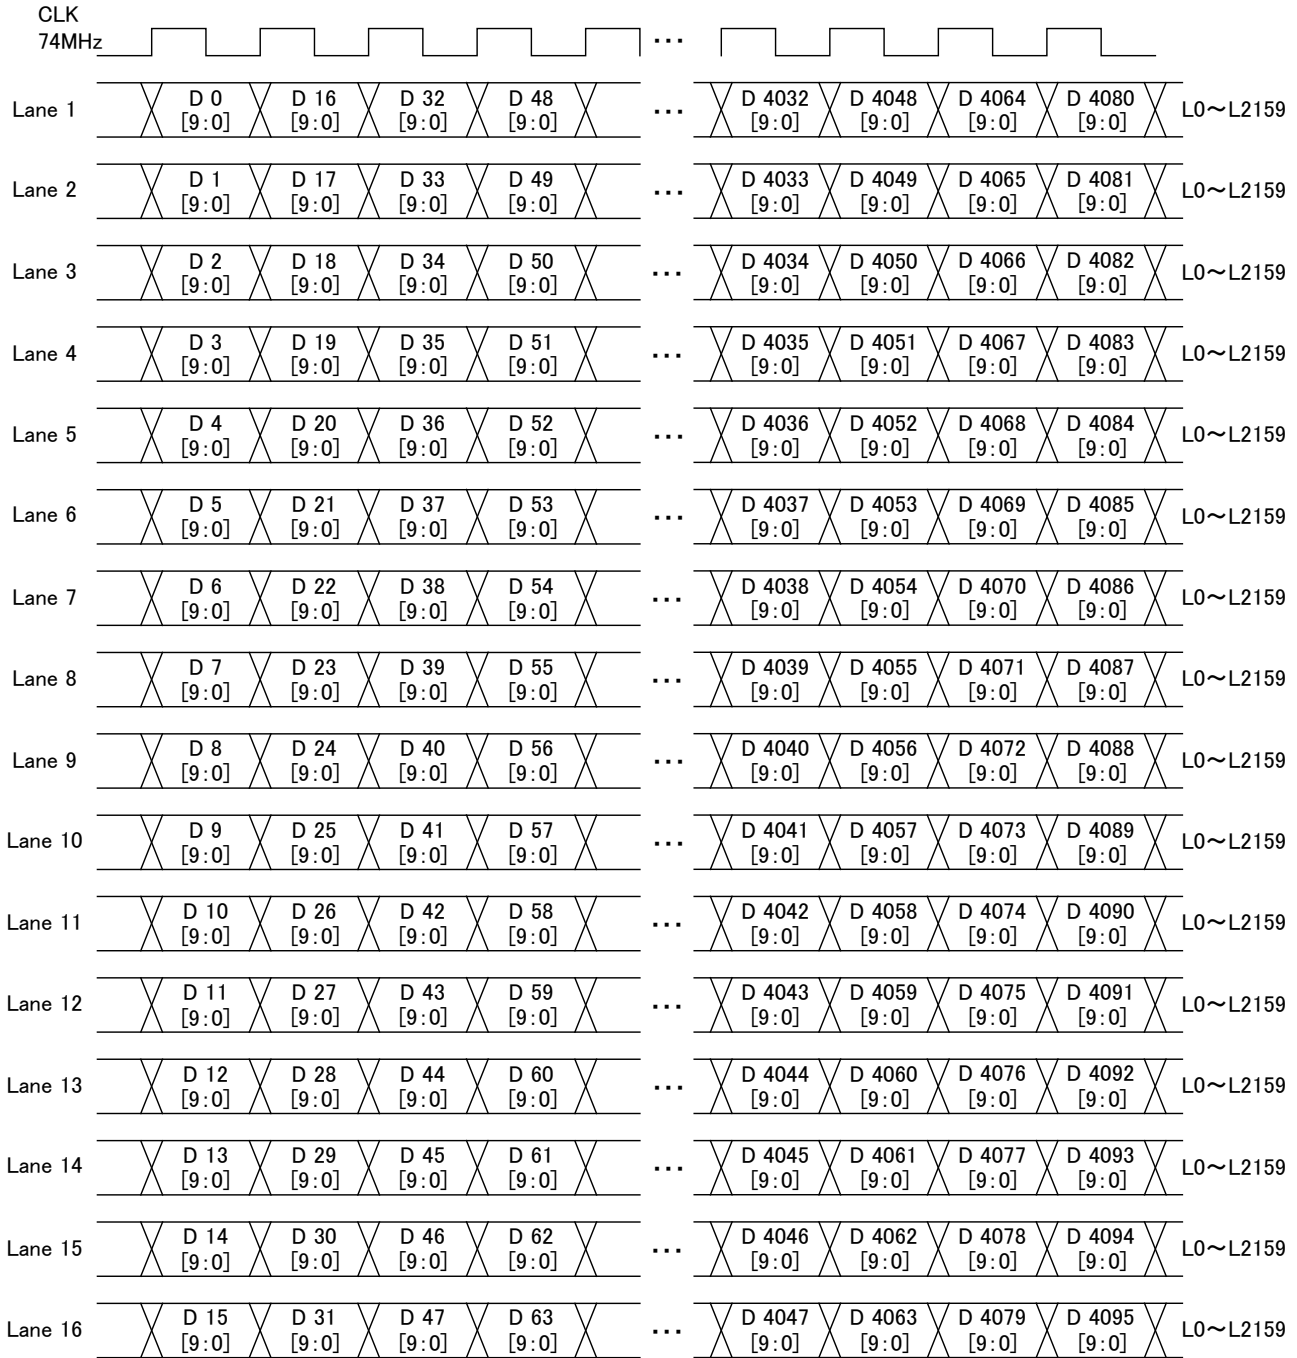 CLK
74MHz
...
Lane 1 D 0 [9:0] D 16 [9:0] D 32 [9:0] D 48 [9:0] ... D 4032 [9:0] D 4048 [9:0] D 4064 [9:0] D 4080 [9:0] L0～L2159
Lane 2 D 1 [9:0] D 17 [9:0] D 33 [9:0] D 49 [9:0] ... D 4033 [9:0] D 4049 [9:0] D 4065 [9:0] D 4081 [9:0] L0～L2159
Lane 3 D 2 [9:0] D 18 [9:0] D 34 [9:0] D 50 [9:0] ... D 4034 [9:0] D 4050 [9:0] D 4066 [9:0] D 4082 [9:0] L0～L2159
Lane 4 D 3 [9:0] D 19 [9:0] D 35 [9:0] D 51 [9:0] ... D 4035 [9:0] D 4051 [9:0] D 4067 [9:0] D 4083 [9:0] L0～L2159
Lane 5 D 4 [9:0] D 20 [9:0] D 36 [9:0] D 52 [9:0] ... D 4036 [9:0] D 4052 [9:0] D 4068 [9:0] D 4084 [9:0] L0～L2159
Lane 6 D 5 [9:0] D 21 [9:0] D 37 [9:0] D 53 [9:0] ... D 4037 [9:0] D 4053 [9:0] D 4069 [9:0] D 4085 [9:0] L0～L2159
Lane 7 D 6 [9:0] D 22 [9:0] D 38 [9:0] D 54 [9:0] ... D 4038 [9:0] D 4054 [9:0] D 4070 [9:0] D 4086 [9:0] L0～L2159
Lane 8 D 7 [9:0] D 23 [9:0] D 39 [9:0] D 55 [9:0] ... D 4039 [9:0] D 4055 [9:0] D 4071 [9:0] D 4087 [9:0] L0～L2159
Lane 9 D 8 [9:0] D 24 [9:0] D 40 [9:0] D 56 [9:0] ... D 4040 [9:0] D 4056 [9:0] D 4072 [9:0] D 4088 [9:0] L0～L2159
Lane 10 D 9 [9:0] D 25 [9:0] D 41 [9:0] D 57 [9:0] ... D 4041 [9:0] D 4057 [9:0] D 4073 [9:0] D 4089 [9:0] L0～L2159
Lane 11 D 10 [9:0] D 26 [9:0] D 42 [9:0] D 58 [9:0] ... D 4042 [9:0] D 4058 [9:0] D 4074 [9:0] D 4090 [9:0] L0～L2159
Lane 12 D 11 [9:0] D 27 [9:0] D 43 [9:0] D 59 [9:0] ... D 4043 [9:0] D 4059 [9:0] D 4075 [9:0] D 4091 [9:0] L0～L2159
Lane 13 D 12 [9:0] D 28 [9:0] D 44 [9:0] D 60 [9:0] ... D 4044 [9:0] D 4060 [9:0] D 4076 [9:0] D 4092 [9:0] L0～L2159
Lane 14 D 13 [9:0] D 29 [9:0] D 45 [9:0] D 61 [9:0] ... D 4045 [9:0] D 4061 [9:0] D 4077 [9:0] D 4093 [9:0] L0～L2159
Lane 15 D 14 [9:0] D 30 [9:0] D 46 [9:0] D 62 [9:0] ... D 4046 [9:0] D 4062 [9:0] D 4078 [9:0] D 4094 [9:0] L0～L2159
Lane 16 D 15 [9:0] D 31 [9:0] D 47 [9:0] D 63 [9:0] ... D 4047 [9:0] D 4063 [9:0] D 4079 [9:0] D 4095 [9:0] L0～L2159